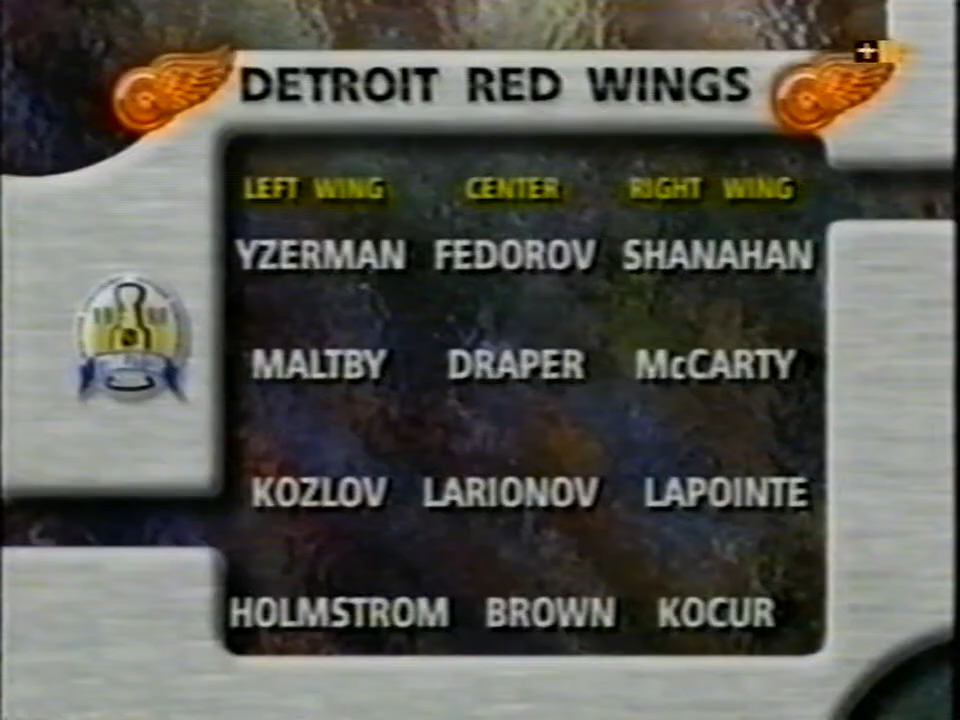 DETROIT RED WINGS
LEFT WING CENTER RIGHT WING
YZERMAN FEDOROV SHANAHAN
MALTBY DRAPER McCARTY
KOZLOV LARIONOV LAPOINTE
HOLMSTROM BROWN KOCUR